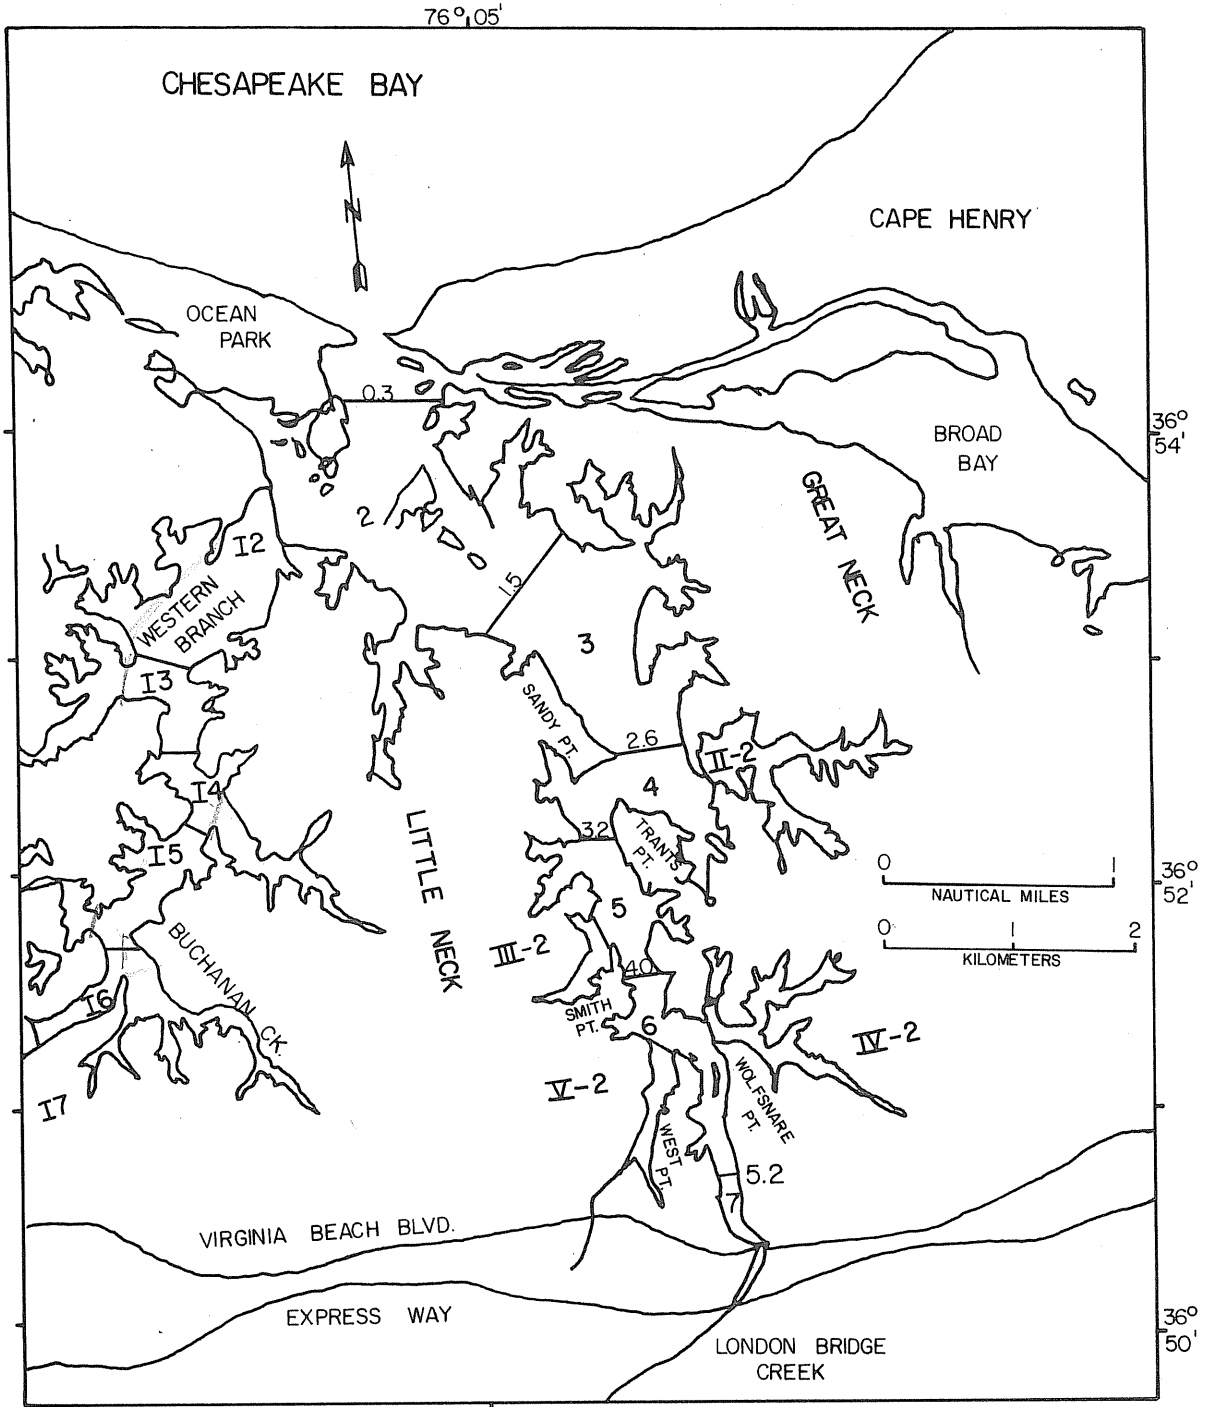 76° 05'
CHESAPEAKE BAY
N
CAPE HENRY
OCEAN
PARK
0.3
36°
54'
BROAD
BAY
GREAT NECK
2
I2
1.5
WESTERN
BRANCH
3
I3
SANDY PT.
2.6
II-2
4
I4
LITTLE NECK
3.2
TRANTS
PT.
I5
0 1
NAUTICAL MILES
36°
52'
5
0 1 2
KILOMETERS
BUCHANAN CK.
III-2
4.0
I6
SMITH
PT.
6
IV-2
V-2
WOLFSNARE
PT.
I7
WEST
PT.
5.2
7
VIRGINIA BEACH BLVD.
EXPRESS WAY
36°
50'
LONDON BRIDGE
CREEK